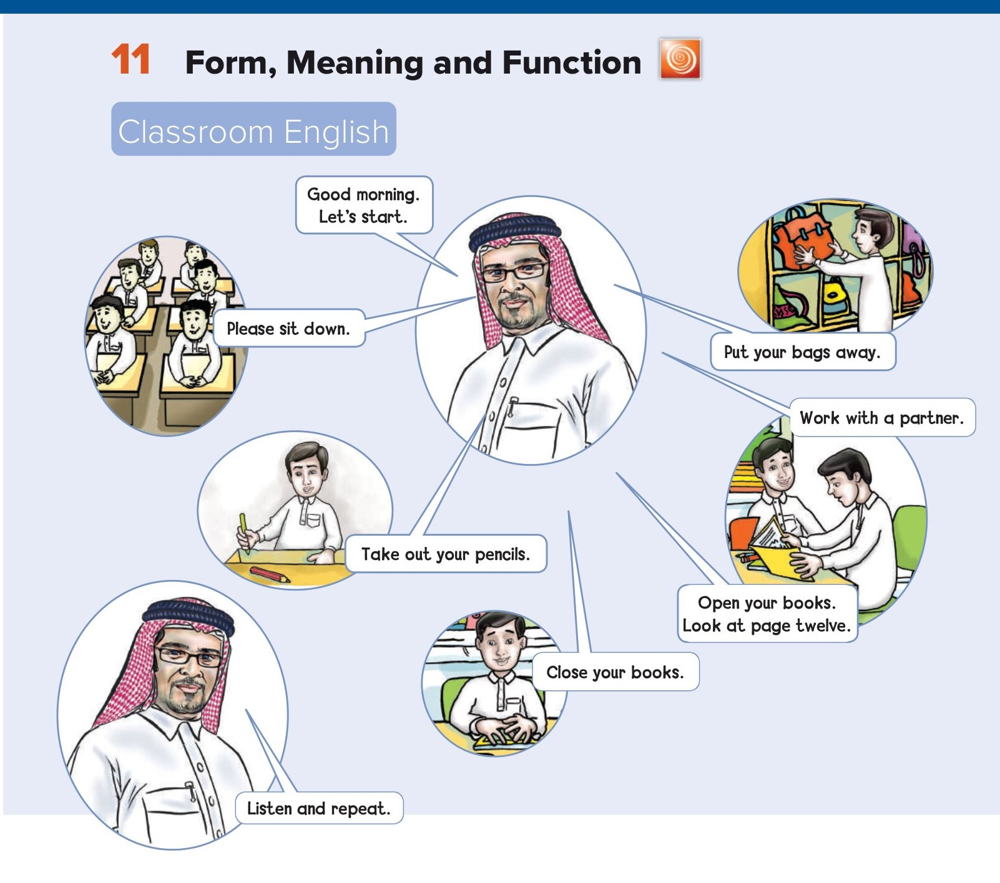 11 Form, Meaning and Function
Classroom English
Good morning.
Let's start.
Please sit down.
Put your bags away.
Work with a partner.
Take out your pencils.
Open your books.
Look at page twelve.
Close your books.
Listen and repeat.